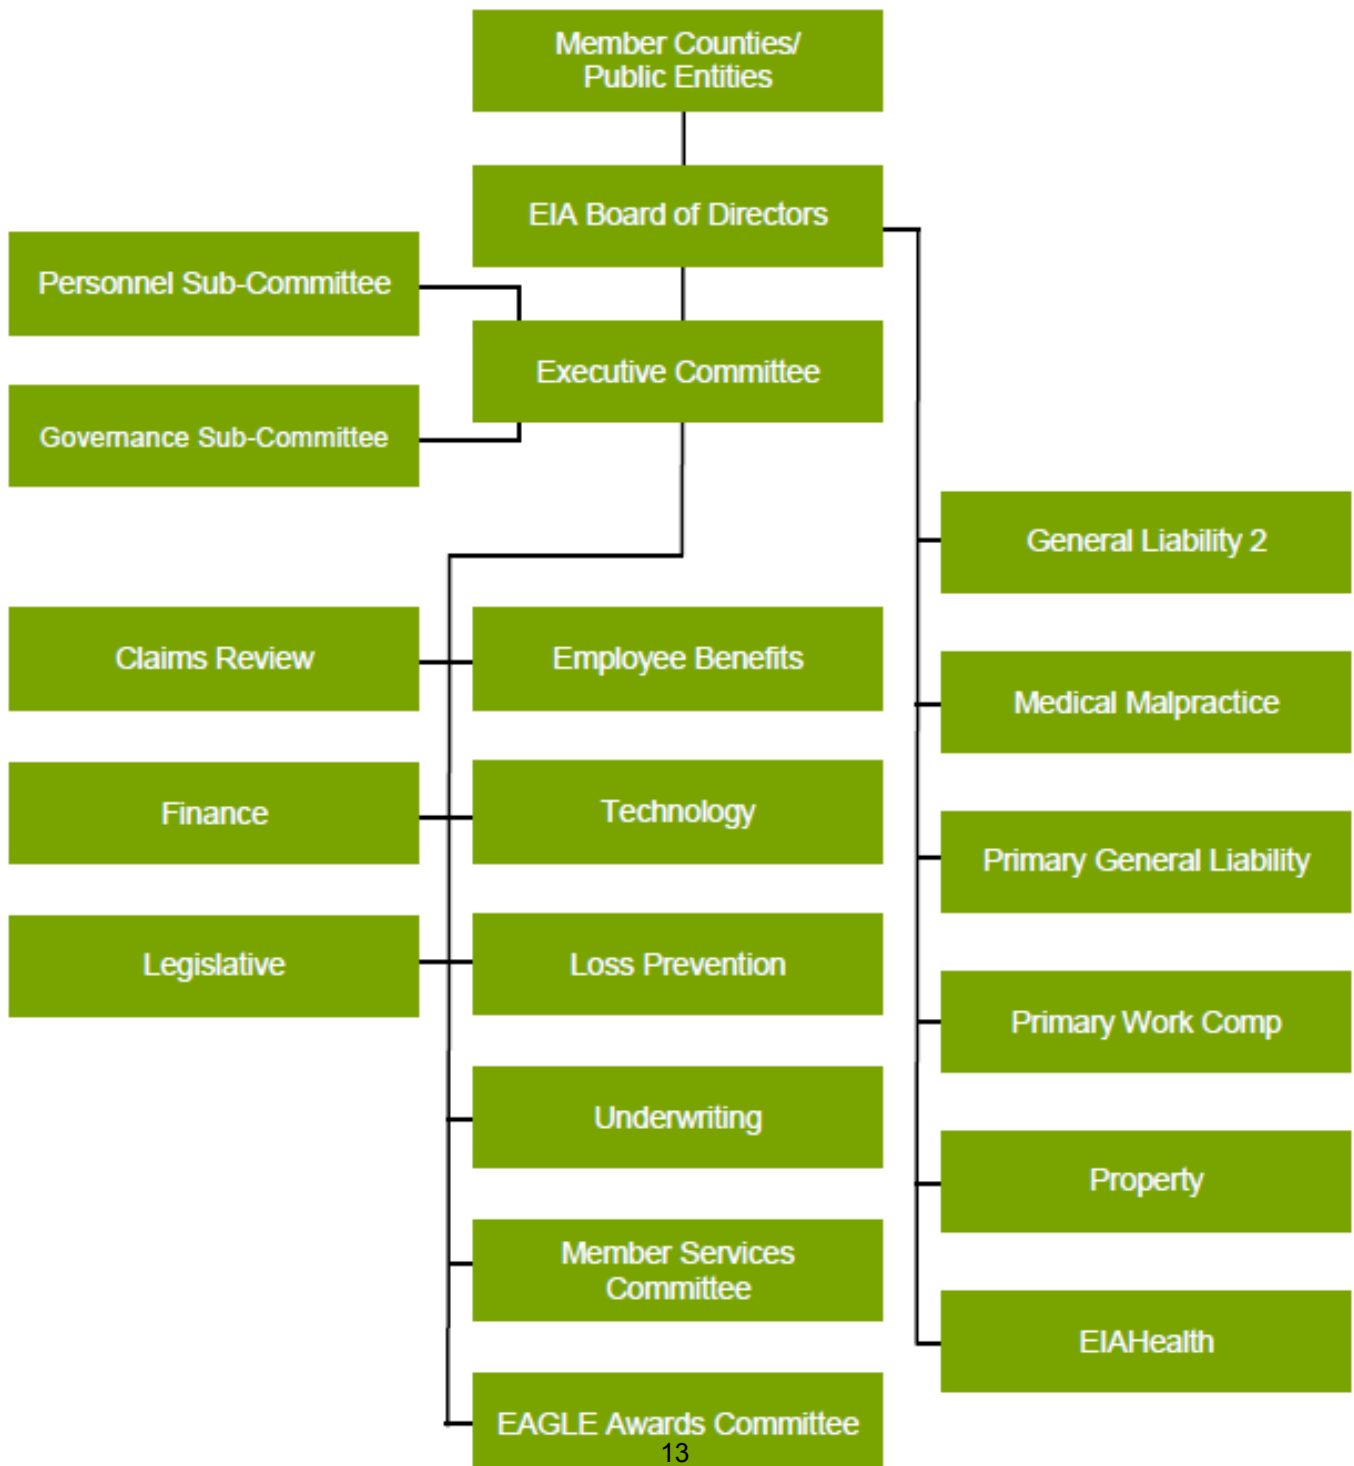 Member Counties/
Public Entities
EIA Board of Directors
Personnel Sub-Committee
Executive Committee
Governance Sub-Committee
General Liability 2
Claims Review
Employee Benefits
Medical Malpractice
Finance
Technology
Primary General Liability
Legislative
Loss Prevention
Primary Work Comp
Underwriting
Property
Member Services
Committee
EIAHealth
EAGLE Awards Committee
13